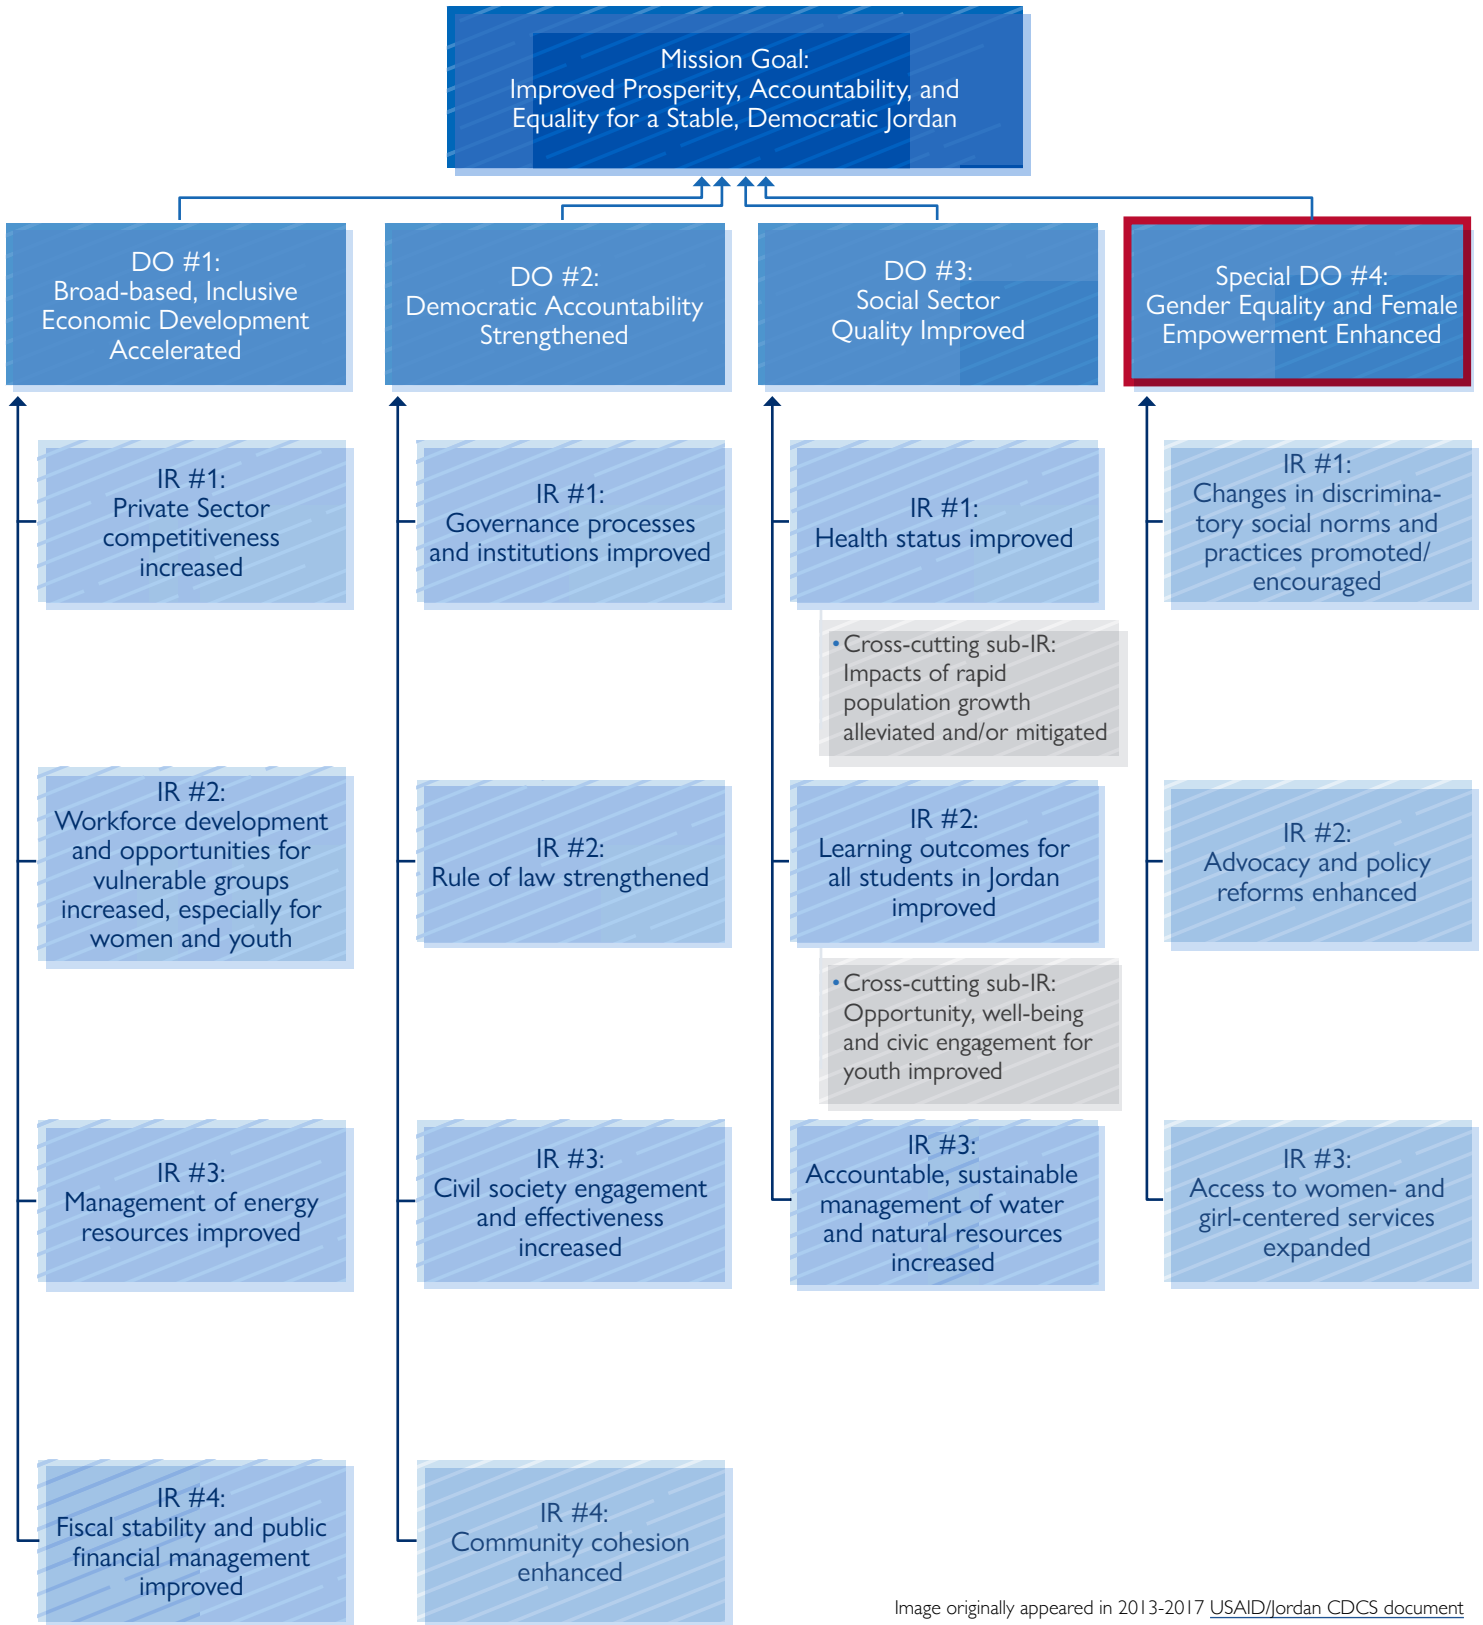 Mission Goal:
Improved Prosperity, Accountability, and
Equality for a Stable, Democratic Jordan
DO #1:
Broad-based, Inclusive
Economic Development
Accelerated
IR #1:
Private Sector
competitiveness
increased
IR #2:
Workforce development
and opportunities for
vulnerable groups
increased, especially for
women and youth
IR #3:
Management of energy
resources improved
IR #4:
Fiscal stability and public
financial management
improved
DO #2:
Democratic Accountability
Strengthened
IR #1:
Governance processes
and institutions improved
IR #2:
Rule of law strengthened
IR #3:
Civil society engagement
and effectiveness
increased
IR #4:
Community cohesion
enhanced
DO #3:
Social Sector
Quality Improved
IR #1:
Health status improved
• Cross-cutting sub-IR:
Impacts of rapid
population growth
alleviated and/or mitigated
IR #2:
Learning outcomes for
all students in Jordan
improved
• Cross-cutting sub-IR:
Opportunity, well-being
and civic engagement for
youth improved
IR #3:
Accountable, sustainable
management of water
and natural resources
increased
Special DO #4:
Gender Equality and Female
Empowerment Enhanced
IR #1:
Changes in discrimina-
tory social norms and
practices promoted/
encouraged
IR #2:
Advocacy and policy
reforms enhanced
IR #3:
Access to women- and
girl-centered services
expanded
Image originally appeared in 2013-2017 USAID/Jordan CDCS document